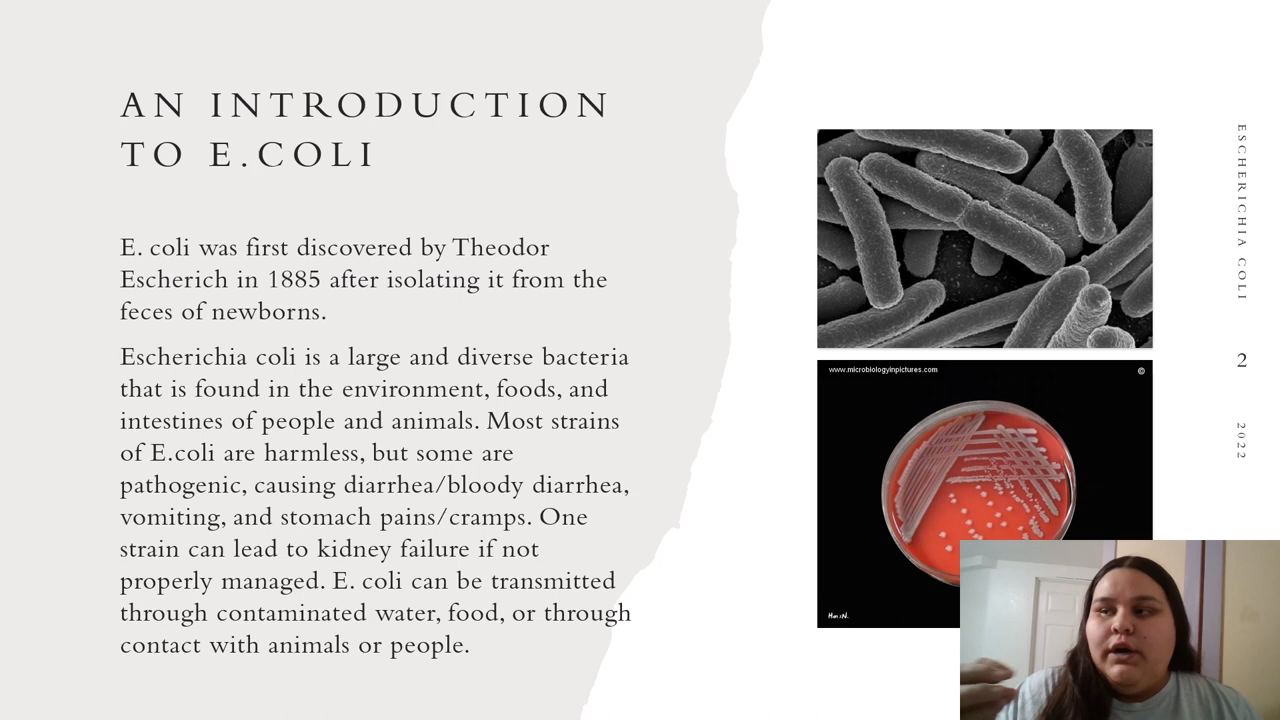 AN INTRODUCTION
TO E.COLI
E. coli was first discovered by Theodor
Escherich in 1885 after isolating it from the
feces of newborns.
Escherichia coli is a large and diverse bacteria
that is found in the environment, foods, and
intestines of people and animals. Most strains
of E.coli are harmless, but some are
pathogenic, causing diarrhea/bloody diarrhea,
vomiting, and stomach pains/cramps. One
strain can lead to kidney failure if not
properly managed. E. coli can be transmitted
through contaminated water, food, or through
contact with animals or people.
www.microbiologyinpictures.com
©
ESCHERICHIA COLI
2
2022